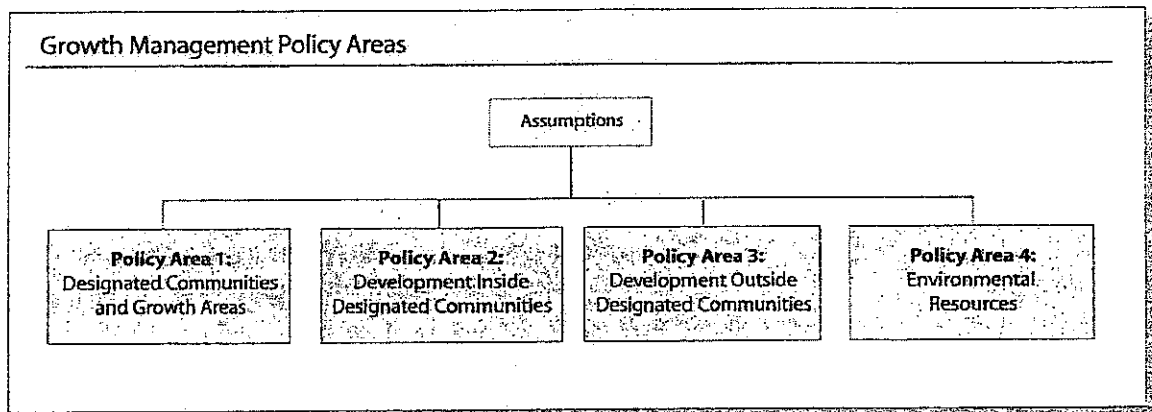 Growth Management Policy Areas
Assumptions
Policy Area 1:
Designated Communities
and Growth Areas
Policy Area 2:
Development Inside
Designated Communities
Policy Area 3:
Development Outside
Designated Communities
Policy Area 4:
Environmental
Resources